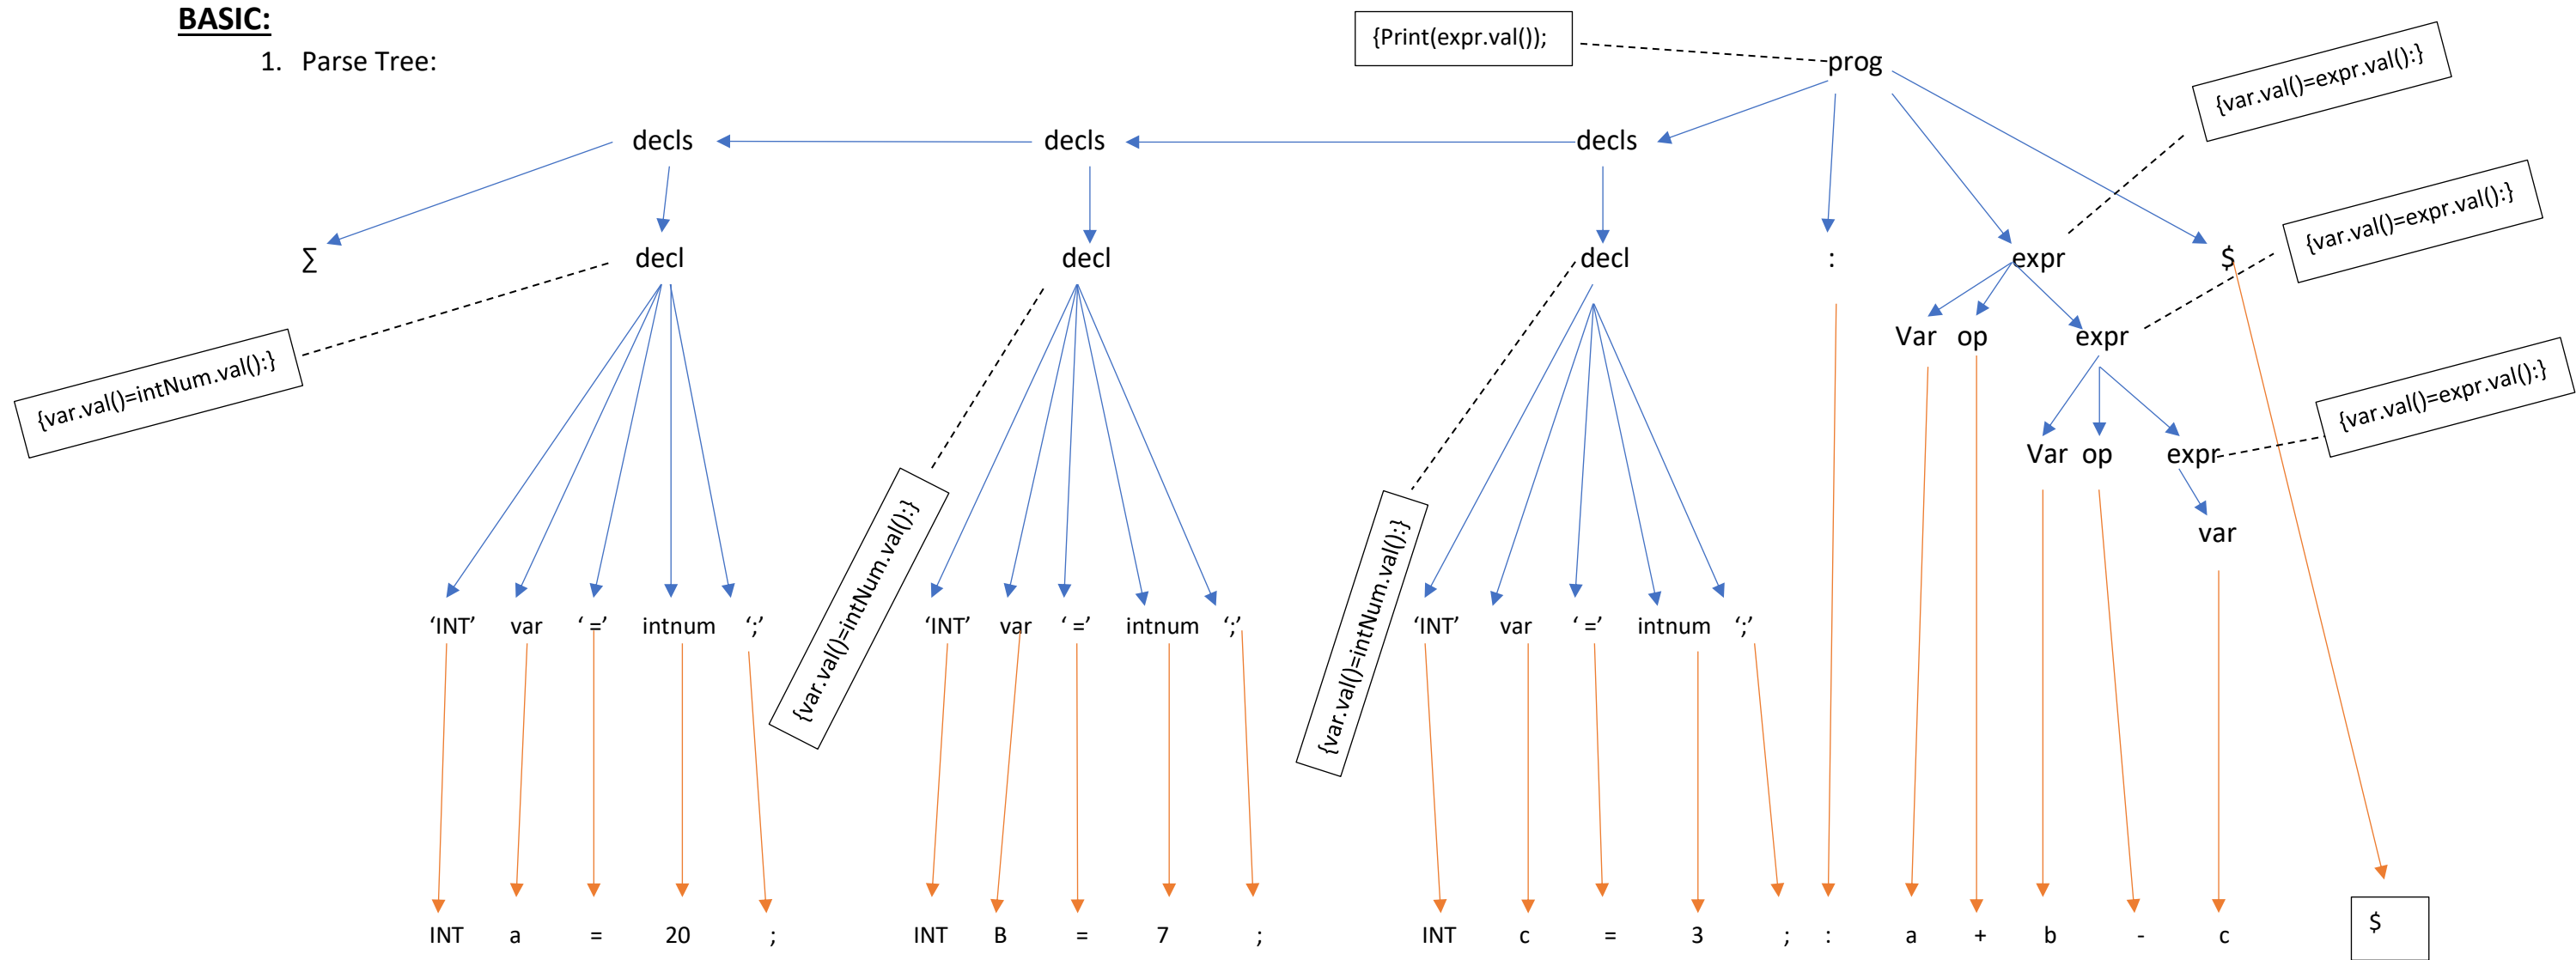 BASIC:
1. Parse Tree:
{Print(expr.val());
prog
{var.val()=expr.val():}
decls decls decls
{var.val()=expr.val():}
∑ decl decl decl : expr $
Var op expr
{var.val()=intNum.val():}
{var.val()=expr.val():}
Var op expr
{var.val()=intNum.val():}
{var.val()=intNum.val():}
var
‘INT’ var ‘ =’ intnum ‘;’ ‘INT’ var ‘ =’ intnum ‘;’ ‘INT’ var ‘ =’ intnum ‘;’
INT a = 20 ; INT B = 7 ; INT c = 3 ; : a + b - c $